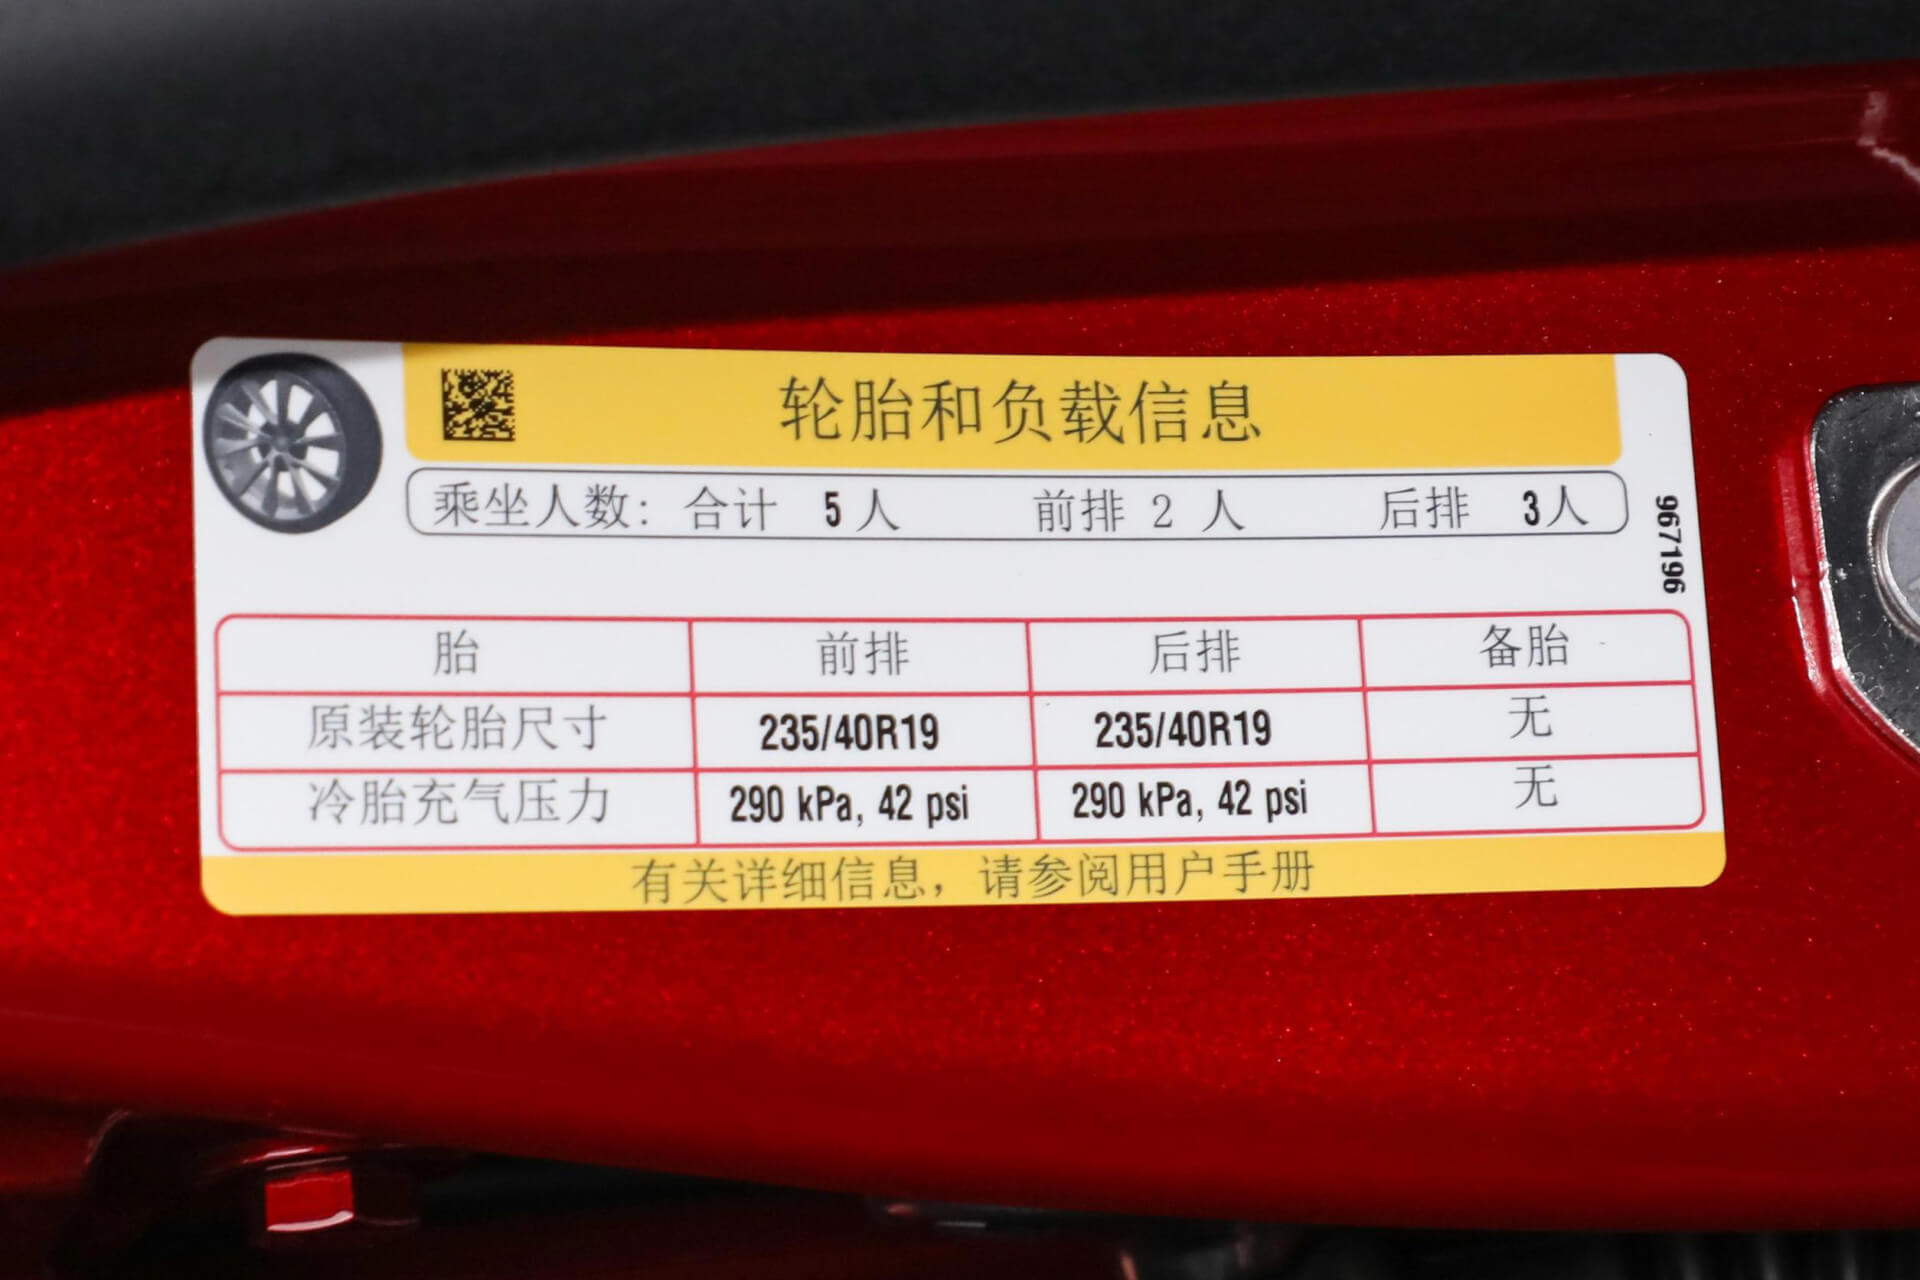 轮胎和负载信息
乘坐人数: 合计 5人 前排 2 人 后排 3人
967196
胎 前排 后排 备胎
原装轮胎尺寸 235/40R19 235/40R19 无
冷胎充气压力 290 kPa, 42 psi 290 kPa, 42 psi 无
有关详细信息，请参阅用户手册